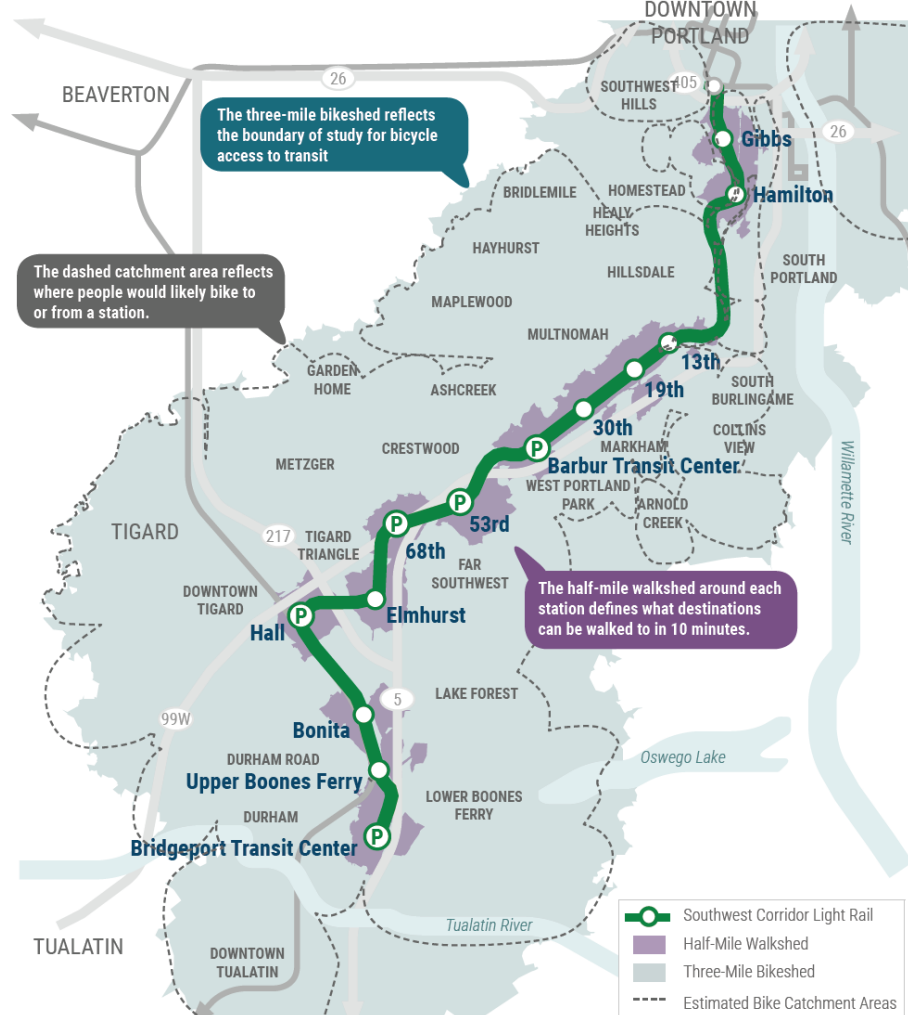 DOWNTOWN
PORTLAND
26
BEAVERTON
SOUTHWEST
HILLS
405
The three-mile bikeshed reflects
the boundary of study for bicycle
access to transit
26
Gibbs
BRIDLEMILE
HOMESTEAD
Hamilton
HEALY
HEIGHTS
HAYHURST
SOUTH
PORTLAND
The dashed catchment area reflects
where people would likely bike to
or from a station.
HILLSDALE
MAPLEWOOD
MULTNOMAH
13th
GARDEN
HOME
ASHCREEK
19th
SOUTH
BURLINGAME
30th
COLLINS
VIEW
CRESTWOOD
MARKHAM
METZGER
P
Barbur Transit Center
WEST PORTLAND
PARK
ARNOLD
CREEK
Willamette River
P
53rd
TIGARD
217
TIGARD
TRIANGLE
P
68th
FAR
SOUTHWEST
DOWNTOWN
TIGARD
The half-mile walkshed around each
station defines what destinations
can be walked to in 10 minutes.
Elmhurst
P
Hall
LAKE FOREST
5
99W
Bonita
DURHAM ROAD
Oswego Lake
Upper Boones Ferry
LOWER BOONES
FERRY
DURHAM
P
Bridgeport Transit Center
Tualatin River
TUALATIN
DOWNTOWN
TUALATIN
Southwest Corridor Light Rail
Half-Mile Walkshed
Three-Mile Bikeshed
Estimated Bike Catchment Areas